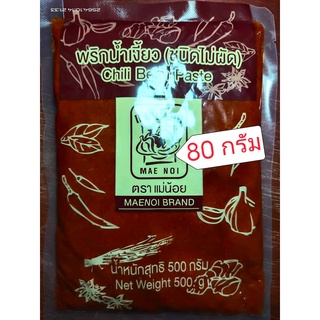 พริกน้ำเงี้ยว (ชนิดไม่ผัด)
Chili Bean Paste
MAE NOI
80 กรัม
ตราแม่น้อย
MAENOI BRAND
น้ำหนักสุทธิ 500 กรัม
Net Weight 500 g